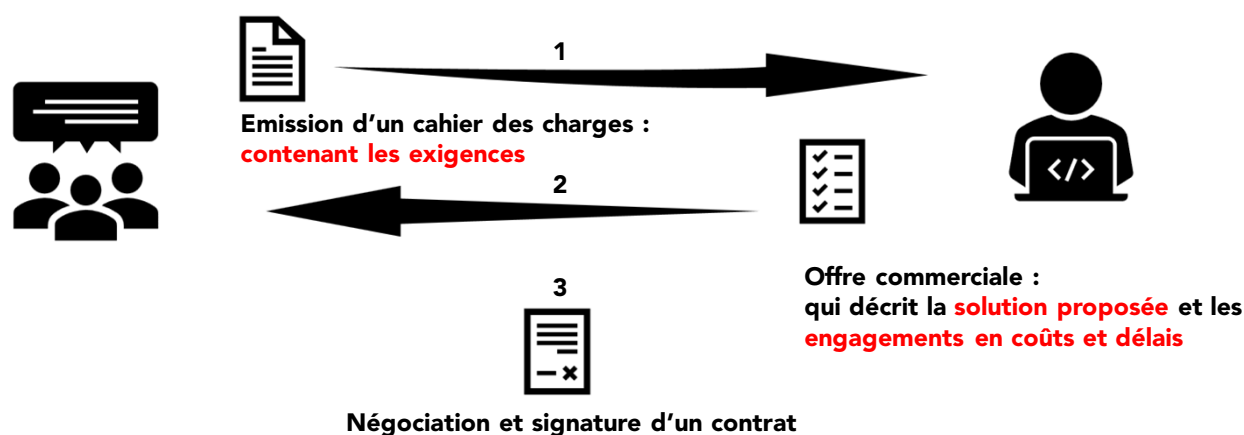 1
Emission d’un cahier des charges :
contenant les exigences
2
</>
Offre commerciale :
qui décrit la solution proposée et les
engagements en coûts et délais
3
Négociation et signature d’un contrat